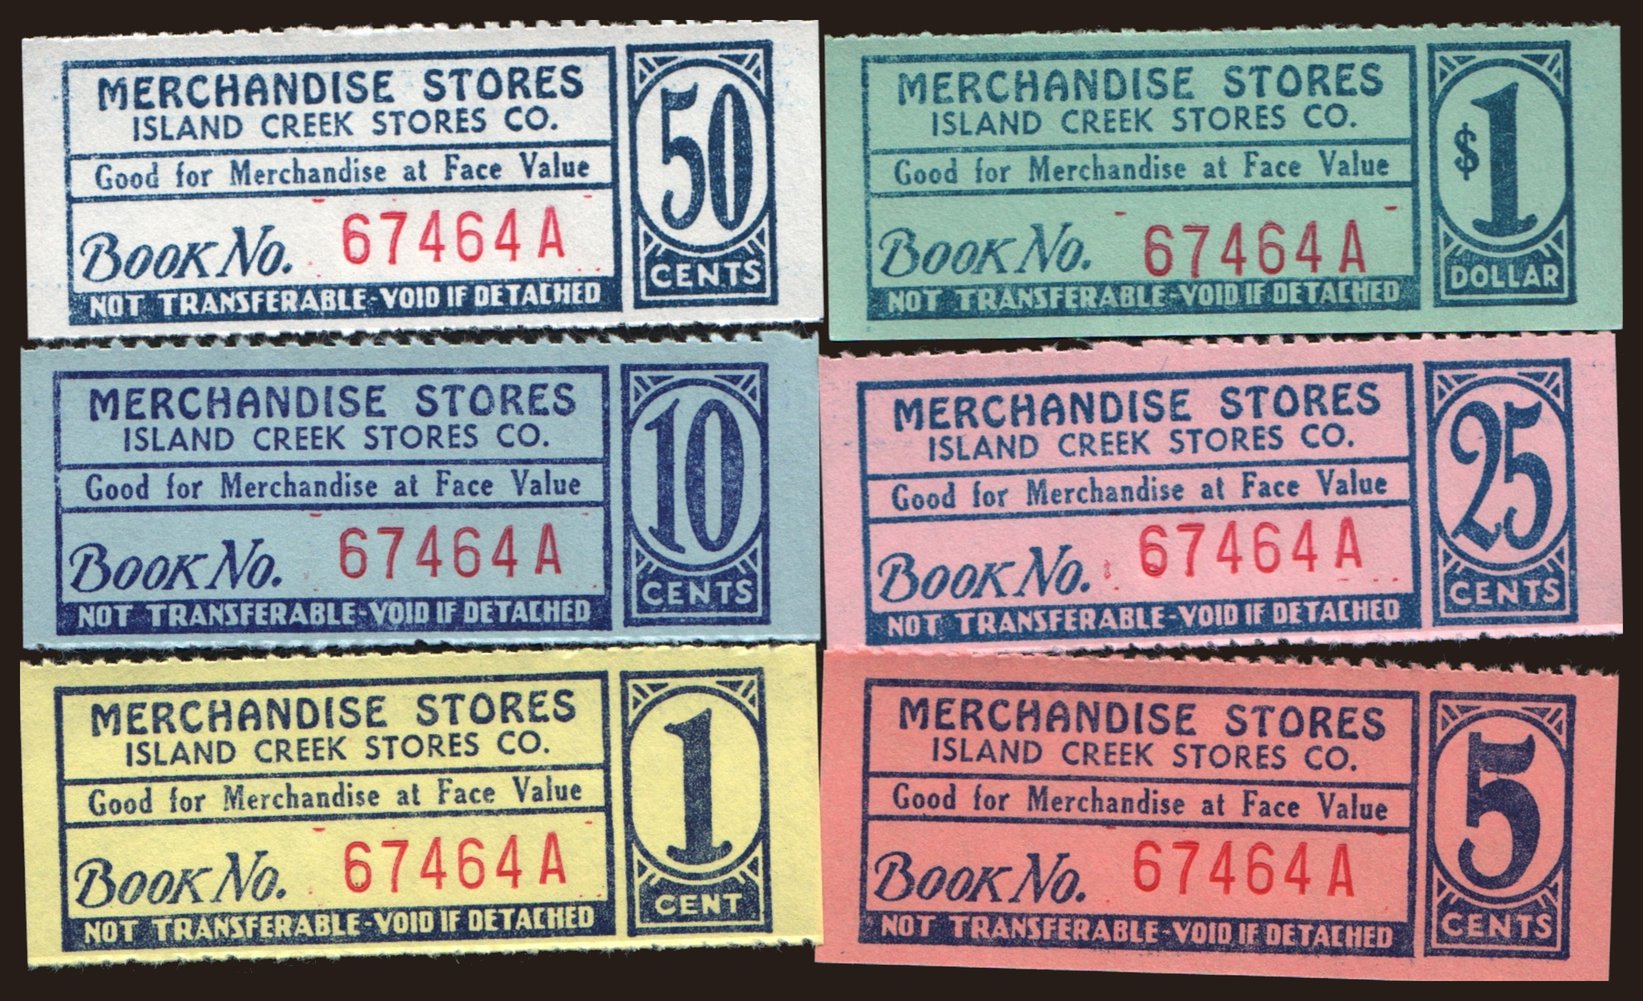 MERCHANDISE STORES
ISLAND CREEK STORES CO.
Good for Merchandise at Face Value
BOOK No. 67464A
NOT TRANSFERABLE-VOID IF DETACHED
50
CENTS
MERCHANDISE STORES
ISLAND CREEK STORES CO.
Good for Merchandise at Face Value
BOOK No. 67464A
NOT TRANSFERABLE-VOID IF DETACHED
$1
DOLLAR
MERCHANDISE STORES
ISLAND CREEK STORES CO.
Good for Merchandise at Face Value
BOOK No. 67464A
NOT TRANSFERABLE-VOID IF DETACHED
10
CENTS
MERCHANDISE STORES
ISLAND CREEK STORES CO.
Good for Merchandise at Face Value
BOOK No. 67464A
NOT TRANSFERABLE-VOID IF DETACHED
25
CENTS
MERCHANDISE STORES
ISLAND CREEK STORES CO.
Good for Merchandise at Face Value
BOOK No. 67464A
NOT TRANSFERABLE-VOID IF DETACHED
1
CENT
MERCHANDISE STORES
ISLAND CREEK STORES CO.
Good for Merchandise at Face Value
BOOK No. 67464A
NOT TRANSFERABLE-VOID IF DETACHED
5
CENTS